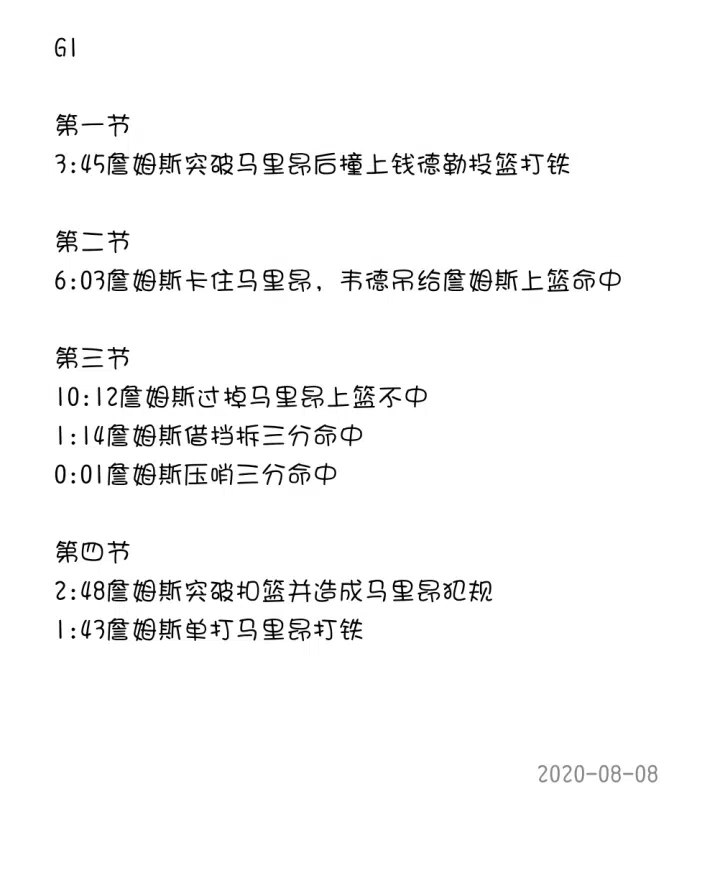 G1
第一节
3:45詹姆斯突破马里昂后撞上钱德勒投篮打铁
第二节
6:03詹姆斯卡住马里昂，韦德吊给詹姆斯上篮命中
第三节
10:12詹姆斯过掉马里昂上篮不中
1:14詹姆斯借挡拆三分命中
0:01詹姆斯压哨三分命中
第四节
2:48詹姆斯突破扣篮并造成马里昂犯规
1:43詹姆斯单打马里昂打铁
2020-08-08